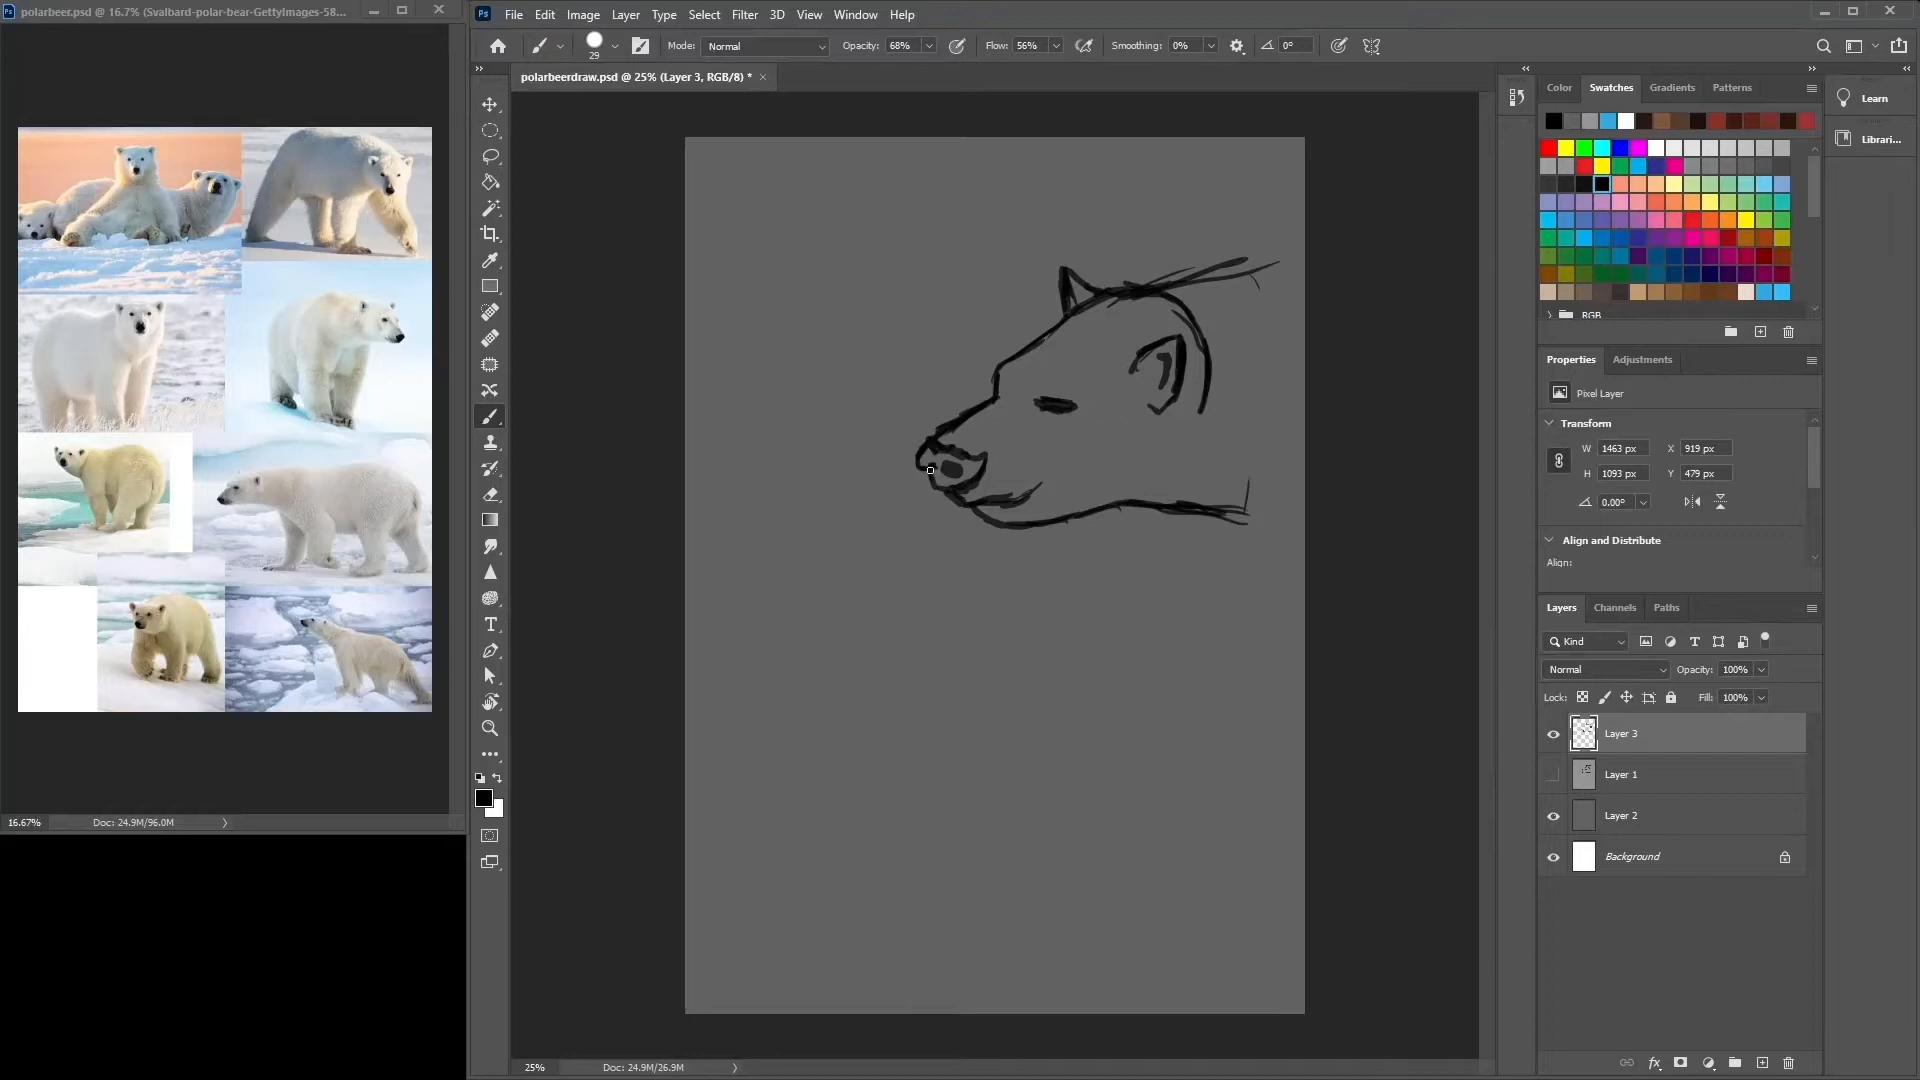 Ps polarbeer.psd @ 16.7% (Svalbard-polar-bear-GettyImages-58...
Ps File Edit Image Layer Type Select Filter 3D View Window Help
29 Mode: Normal Opacity: 68% Flow: 56% Smoothing: 0% 0°
polarbeerdraw.psd @ 25% (Layer 3, RGB/8) *
Color Swatches Gradients Patterns
Learn
Librari...
RGB
Properties Adjustments
Pixel Layer
Transform
W 1463 px X 919 px
H 1093 px Y 479 px
0.00°
Align and Distribute
Align:
Layers Channels Paths
Kind
Normal Opacity: 100%
Lock: Fill: 100%
Layer 3
Layer 1
Layer 2
Background
16.67% Doc: 24.9M/96.0M
25% Doc: 24.9M/26.9M